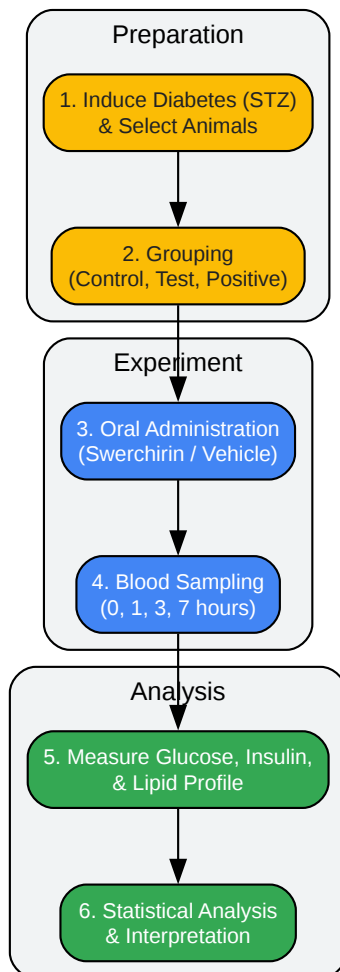 Preparation
1. Induce Diabetes (STZ)
& Select Animals
2. Grouping
(Control, Test, Positive)
Experiment
3. Oral Administration
(Swerchirin / Vehicle)
4. Blood Sampling
(0, 1, 3, 7 hours)
Analysis
5. Measure Glucose, Insulin,
& Lipid Profile
6. Statistical Analysis
& Interpretation